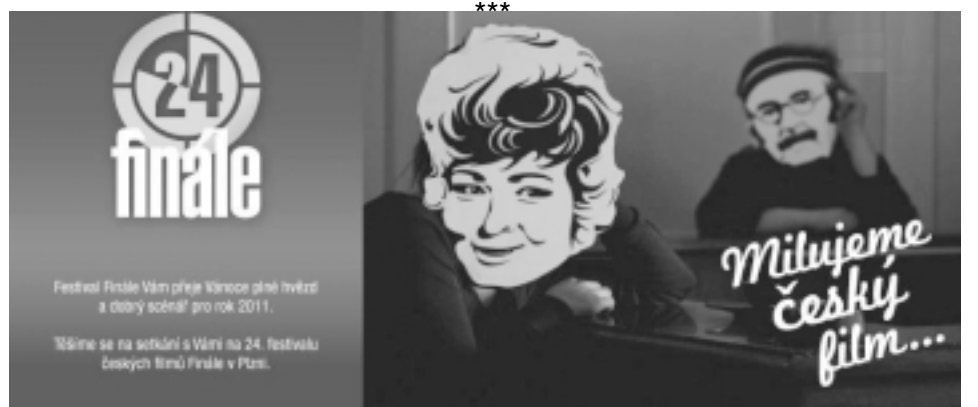 ***
24
finále
Festival Finále Vám přeje Vánoce plné hvězd
a dobrý scénář pro rok 2011.
Těšíme se na setkání s Vámi na 24. festivalu
českých filmů Finále v Plzni.
Milujeme
český
film...